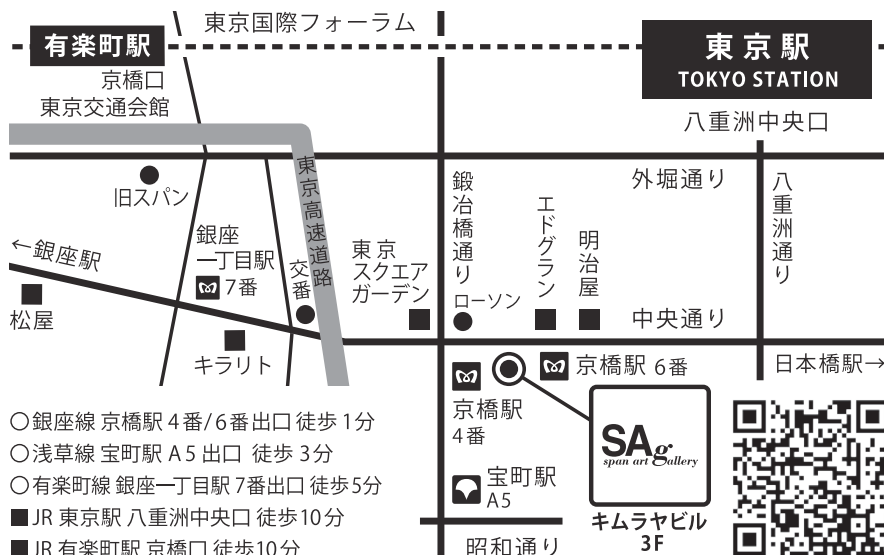 東京国際フォーラム
有楽町駅
東京駅
TOKYO STATION
京橋口
東京交通会館
八重洲中央口
外堀通り
旧スパン
東京高速道路
鍛冶橋通り
エドグラン
明治屋
八重洲通り
←銀座駅
銀座
一丁目駅
7番
交番
東京
スクエア
ガーデン
ローソン
中央通り
松屋
キラリト
京橋駅 6番
日本橋駅→
京橋駅
4番
SAg
span art gallery
宝町駅
A5
キムラヤビル
3F
昭和通り
○銀座線 京橋駅 4番/6番出口 徒歩 1分
○浅草線 宝町駅 A5 出口 徒歩 3分
○有楽町線 銀座一丁目駅 7番出口 徒歩5分
■JR 東京駅 八重洲中央口 徒歩10分
■JR 有楽町駅 京橋口 徒歩10分